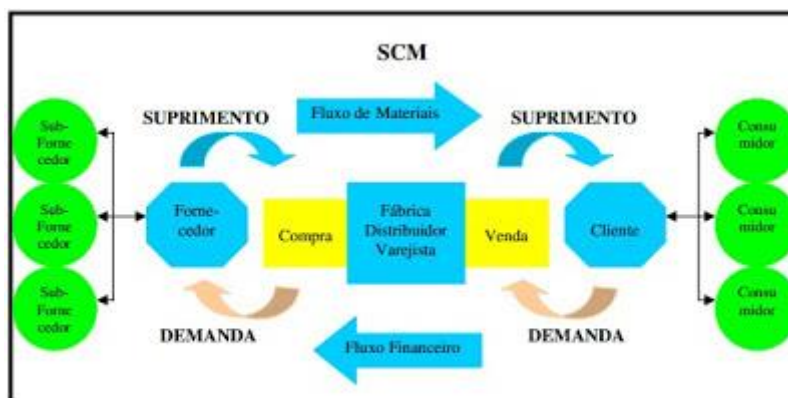 SCM
SUPRIMENTO
Fluxo de Materiais
SUPRIMENTO
Sub-
Forne
cedor
Sub-
Forne
cedor
Sub-
Forne
cedor
Forne-
cedor
Compra
Fábrica
Distribuidor
Varejista
Venda
Cliente
Consu
midor
Consu
midor
Consu
midor
DEMANDA
Fluxo Financeiro
DEMANDA